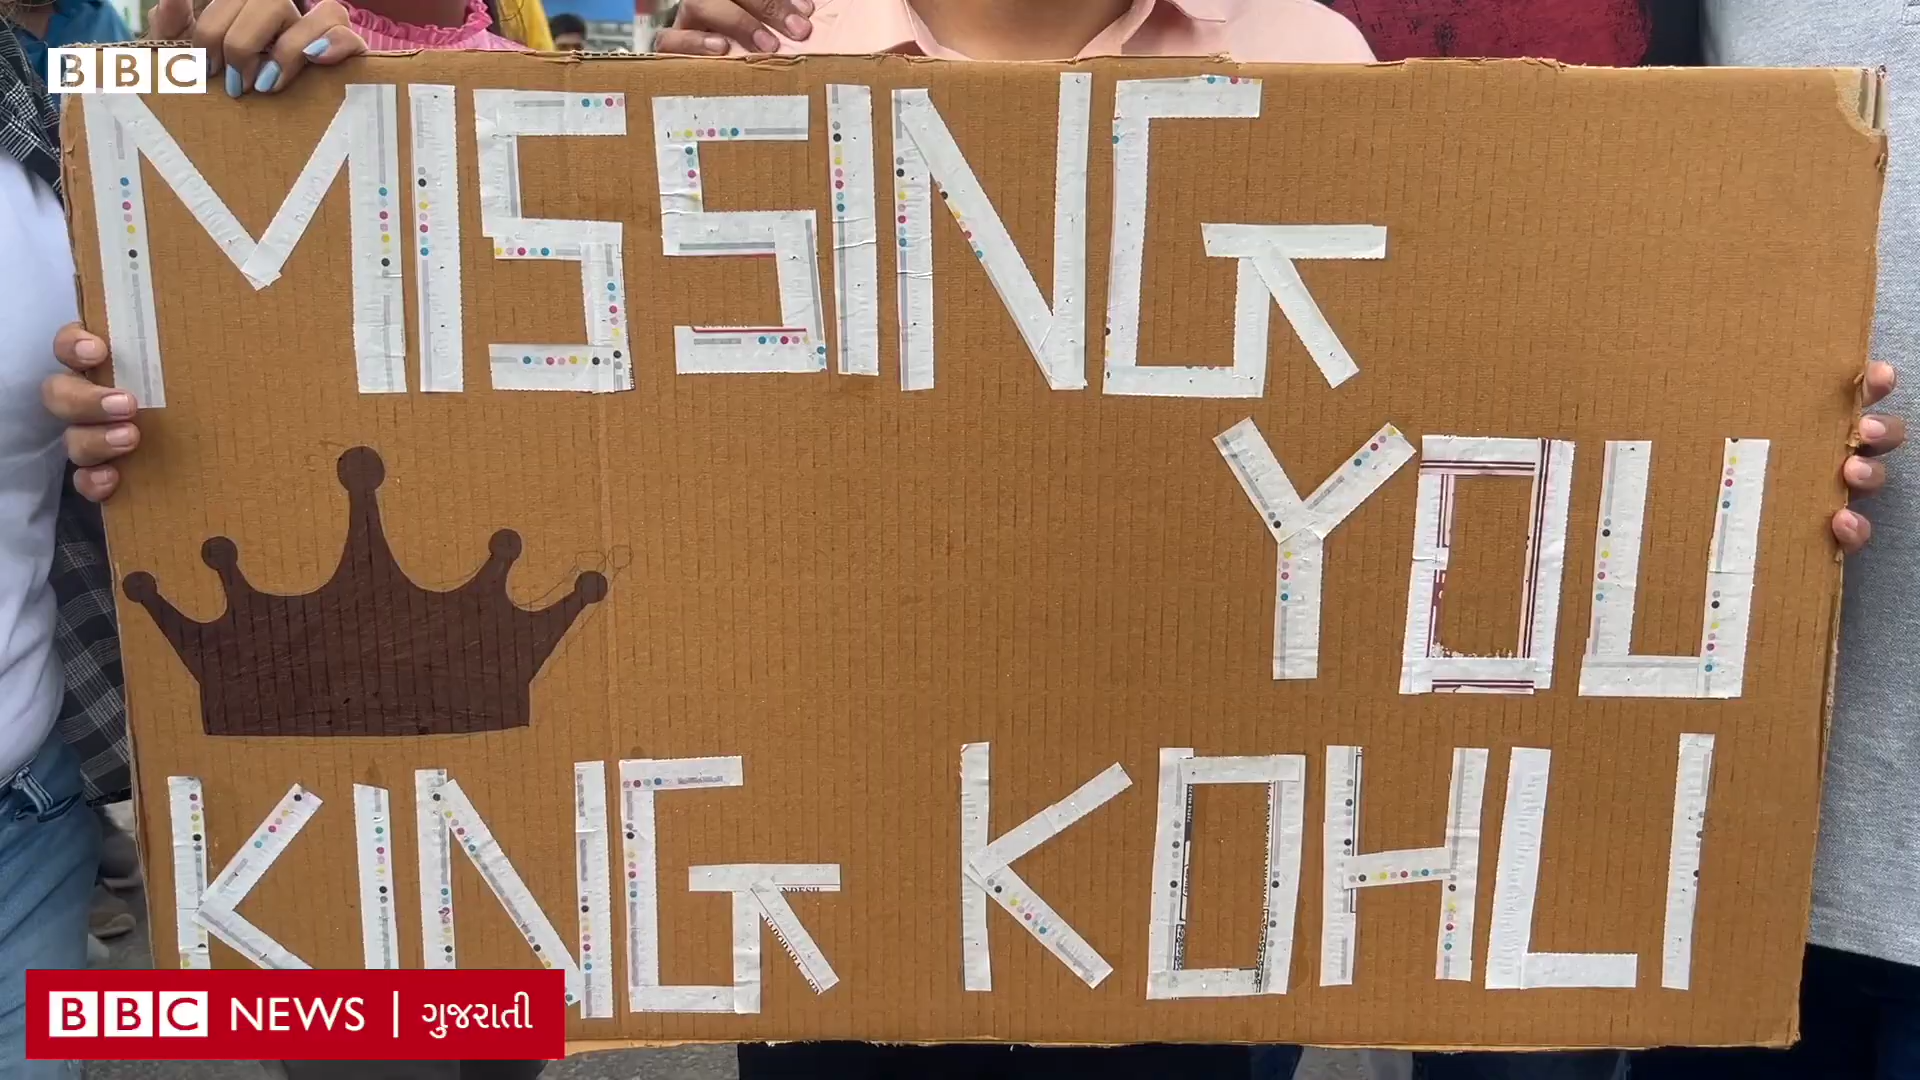 BBC
MISSING
YOU
KING KOHLI
BBC NEWS | ગુજરાતી